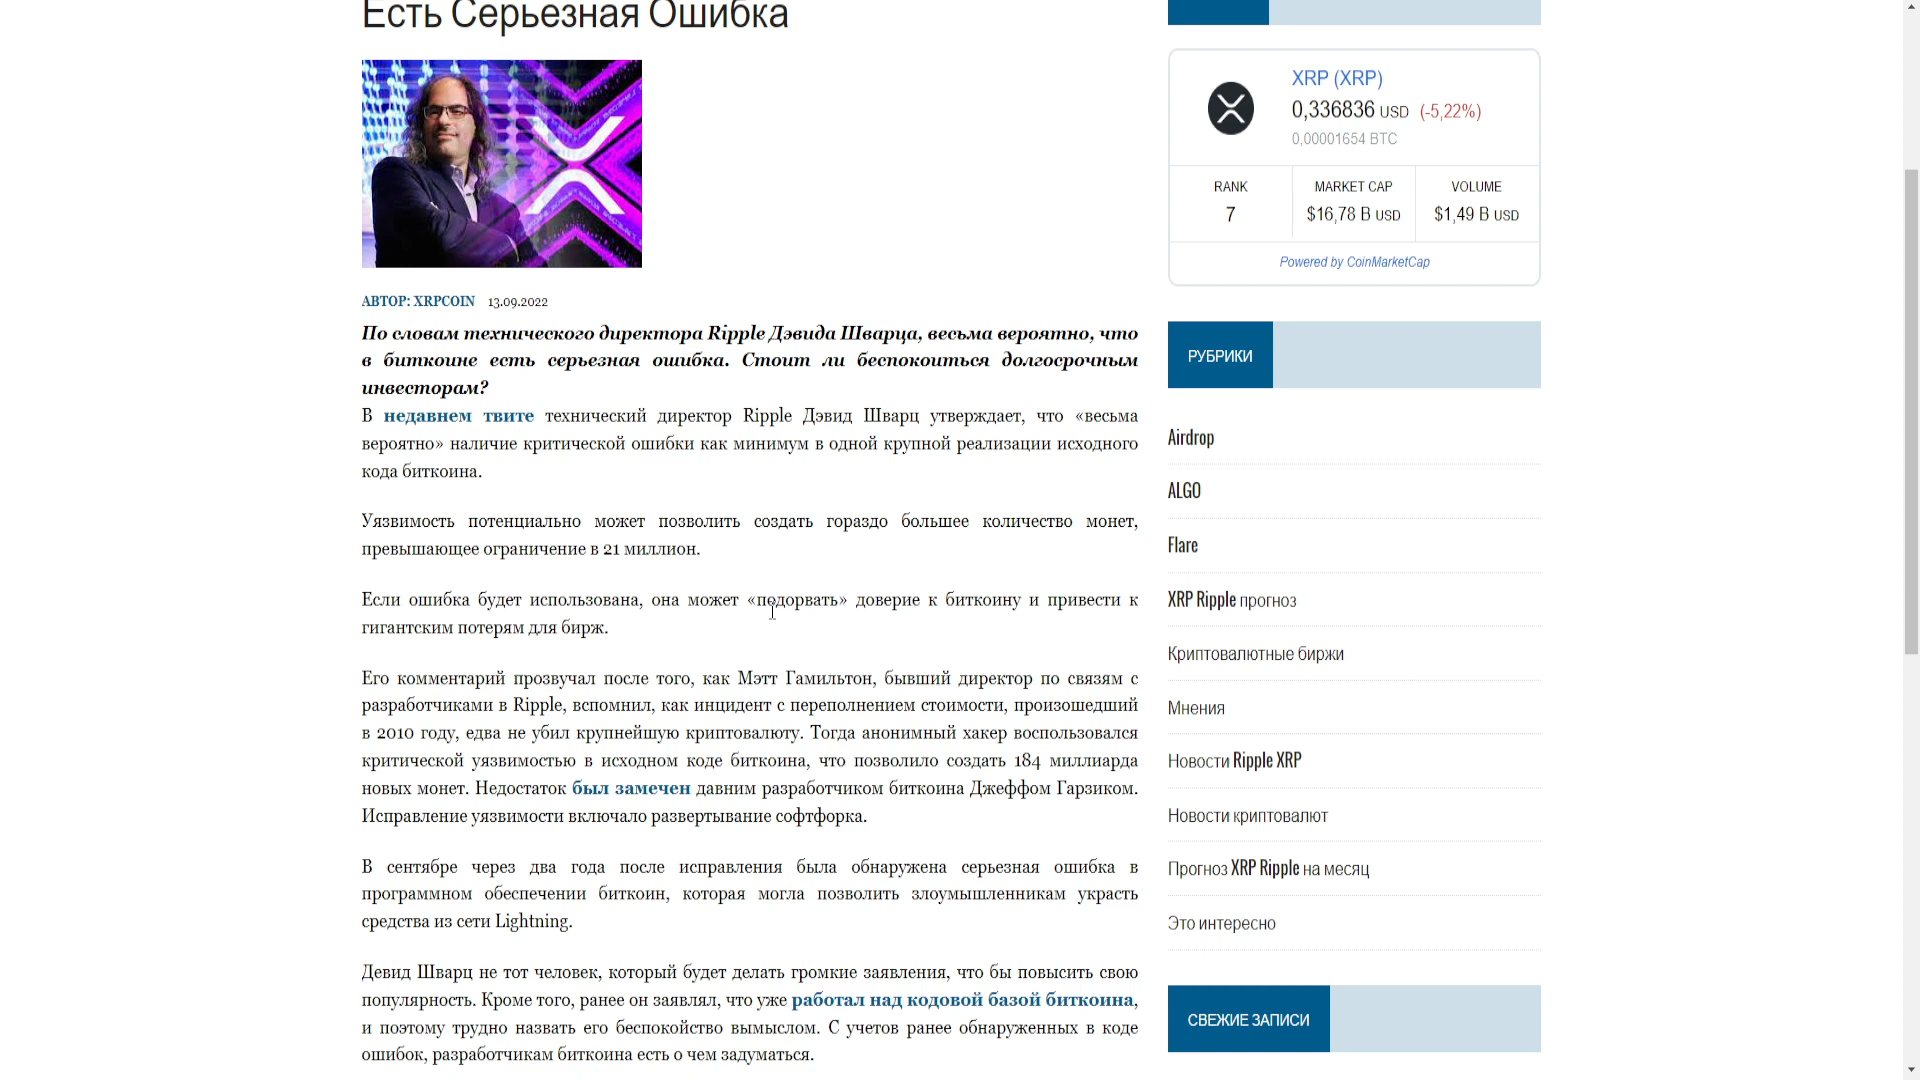 Есть Серьезная Ошибка
АВТОР: XRPCOIN 13.09.2022
По словам технического директора Ripple Дэвида Шварца, весьма вероятно, что
в биткоине есть серьезная ошибка. Стоит ли беспокоиться долгосрочным
инвесторам?
В недавнем твите технический директор Ripple Дэвид Шварц утверждает, что «весьма
вероятно» наличие критической ошибки как минимум в одной крупной реализации исходного
кода биткоина.
Уязвимость потенциально может позволить создать гораздо большее количество монет,
превышающее ограничение в 21 миллион.
Если ошибка будет использована, она может «подорвать» доверие к биткоину и привести к
гигантским потерям для бирж.
Его комментарий прозвучал после того, как Мэтт Гамильтон, бывший директор по связям с
разработчиками в Ripple, вспомнил, как инцидент с переполнением стоимости, произошедший
в 2010 году, едва не убил крупнейшую криптовалюту. Тогда анонимный хакер воспользовался
критической уязвимостью в исходном коде биткоина, что позволило создать 184 миллиарда
новых монет. Недостаток был замечен давним разработчиком биткоина Джеффом Гарзиком.
Исправление уязвимости включало развертывание софтфорка.
В сентябре через два года после исправления была обнаружена серьезная ошибка в
программном обеспечении биткоин, которая могла позволить злоумышленникам украсть
средства из сети Lightning.
Девид Шварц не тот человек, который будет делать громкие заявления, что бы повысить свою
популярность. Кроме того, ранее он заявлял, что уже работал над кодовой базой биткоина,
и поэтому трудно назвать его беспокойство вымыслом. С учетов ранее обнаруженных в коде
ошибок, разработчикам биткоина есть о чем задуматься.
XRP (XRP)
0,336836 USD (-5,22%)
0,00001654 BTC
RANK MARKET CAP VOLUME
7 $16,78 B USD $1,49 B USD
Powered by CoinMarketCap
РУБРИКИ
Airdrop
ALGO
Flare
XRP Ripple прогноз
Криптовалютные биржи
Мнения
Новости Ripple XRP
Новости криптовалют
Прогноз XRP Ripple на месяц
Это интересно
СВЕЖИЕ ЗАПИСИ